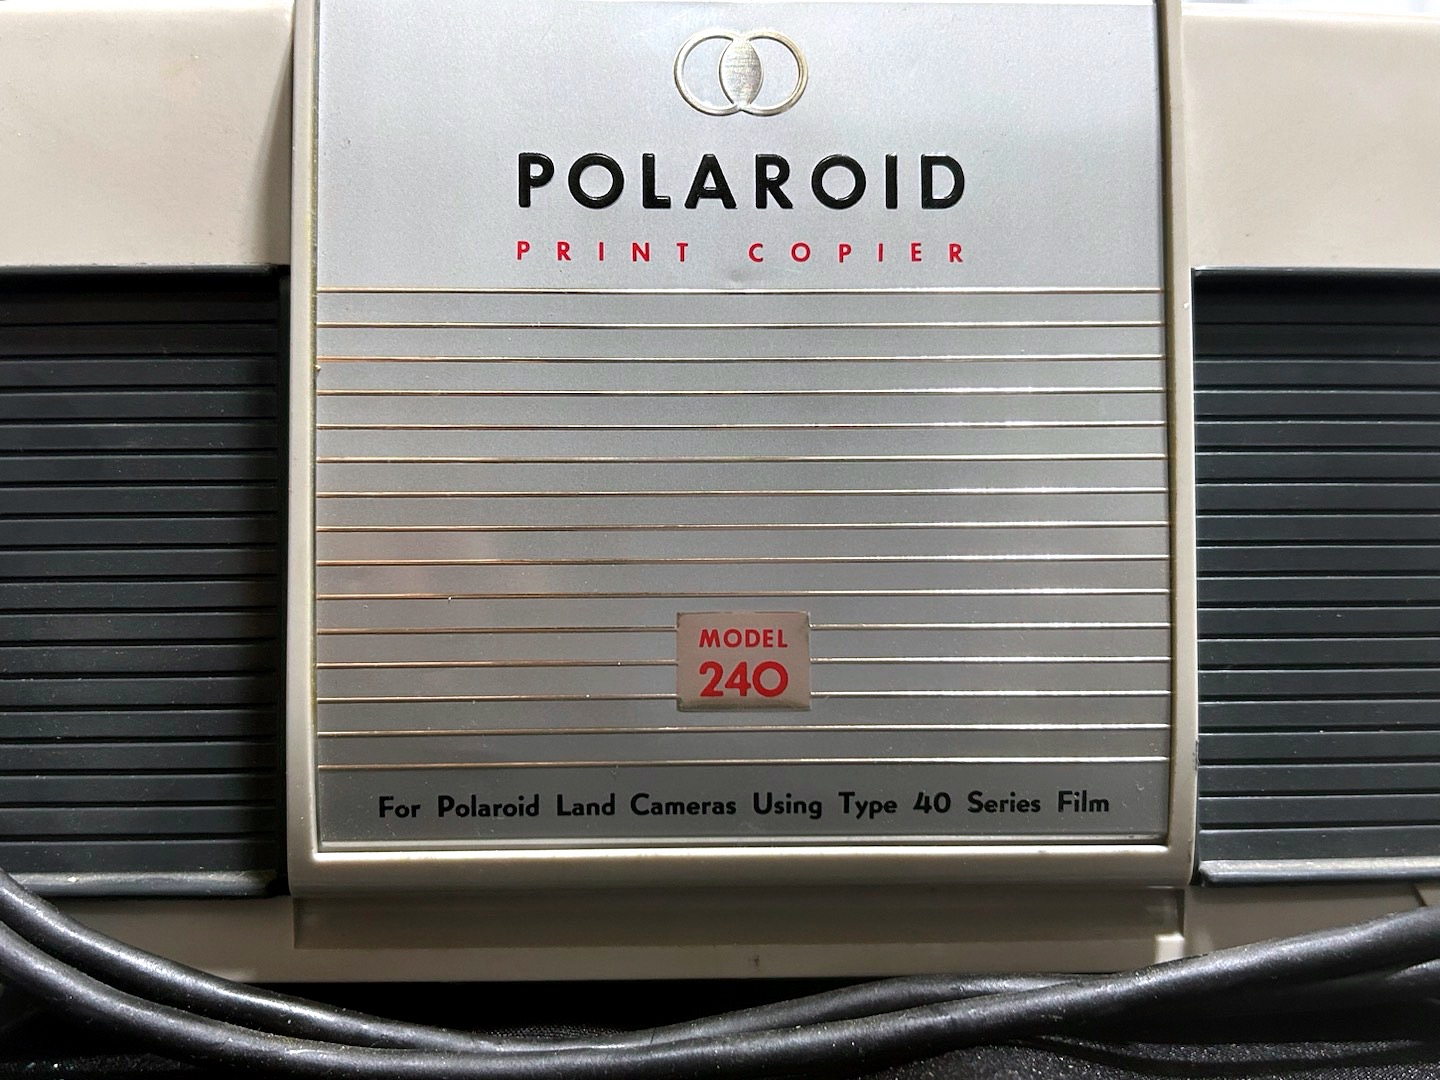 POLAROID
PRINT COPIER
MODEL
240
For Polaroid Land Cameras Using Type 40 Series Film